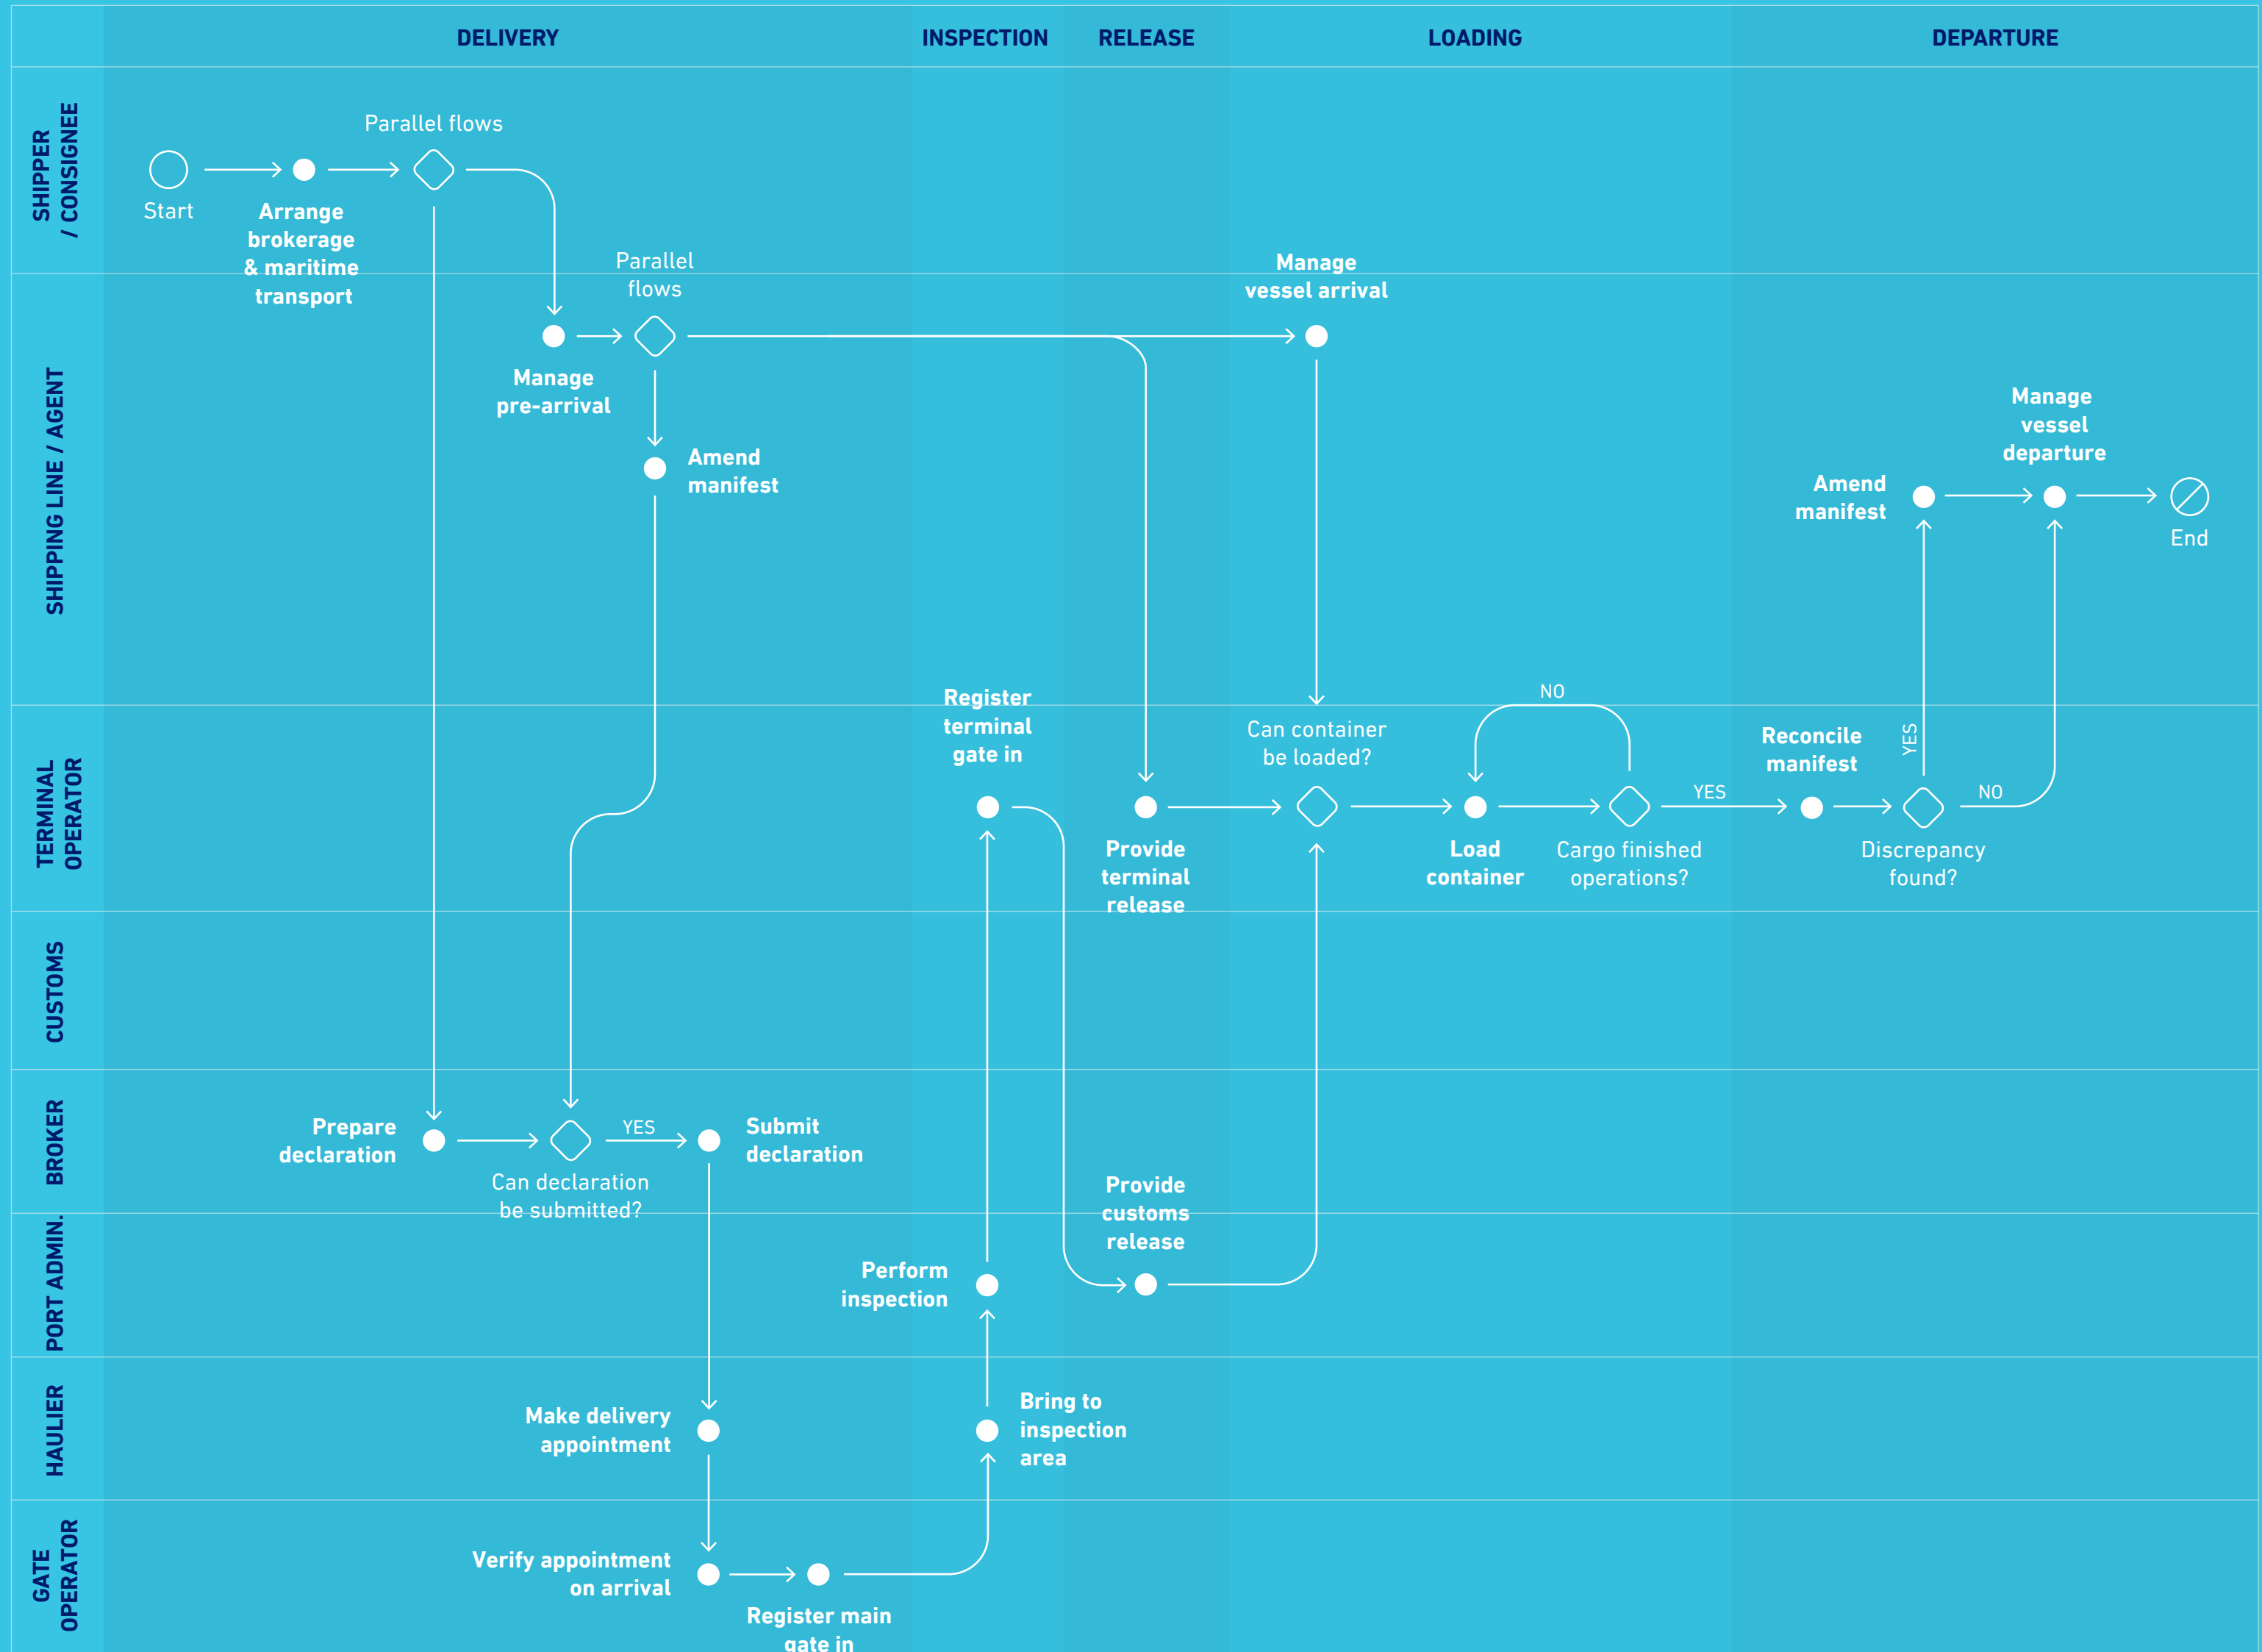 DELIVERY
INSPECTION
RELEASE
LOADING
DEPARTURE
SHIPPER
/ CONSIGNEE
Parallel flows
Start
Arrange
brokerage
& maritime
transport
SHIPPING LINE / AGENT
Parallel
flows
Manage
vessel arrival
Manage
pre-arrival
Amend
manifest
Manage
vessel
departure
Amend
manifest
End
TERMINAL
OPERATOR
Register
terminal
gate in
Can container
be loaded?
NO
Reconcile
manifest
YES
YES
NO
Provide
terminal
release
Load
container
Cargo finished
operations?
Discrepancy
found?
CUSTOMS
BROKER
Prepare
declaration
YES
Submit
declaration
Can declaration
be submitted?
PORT ADMIN.
Provide
customs
release
Perform
inspection
HAULIER
Make delivery
appointment
Bring to
inspection
area
GATE
OPERATOR
Verify appointment
on arrival
Register main
gate in